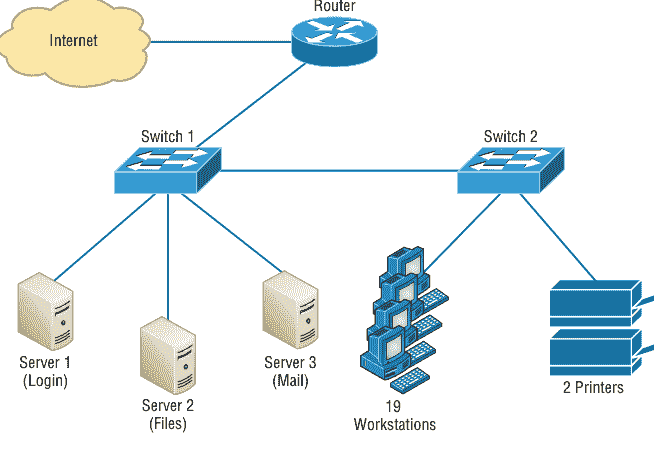 Router
Internet
Switch 1
Switch 2
Server 1
(Login)
Server 2
(Files)
Server 3
(Mail)
19
Workstations
2 Printers